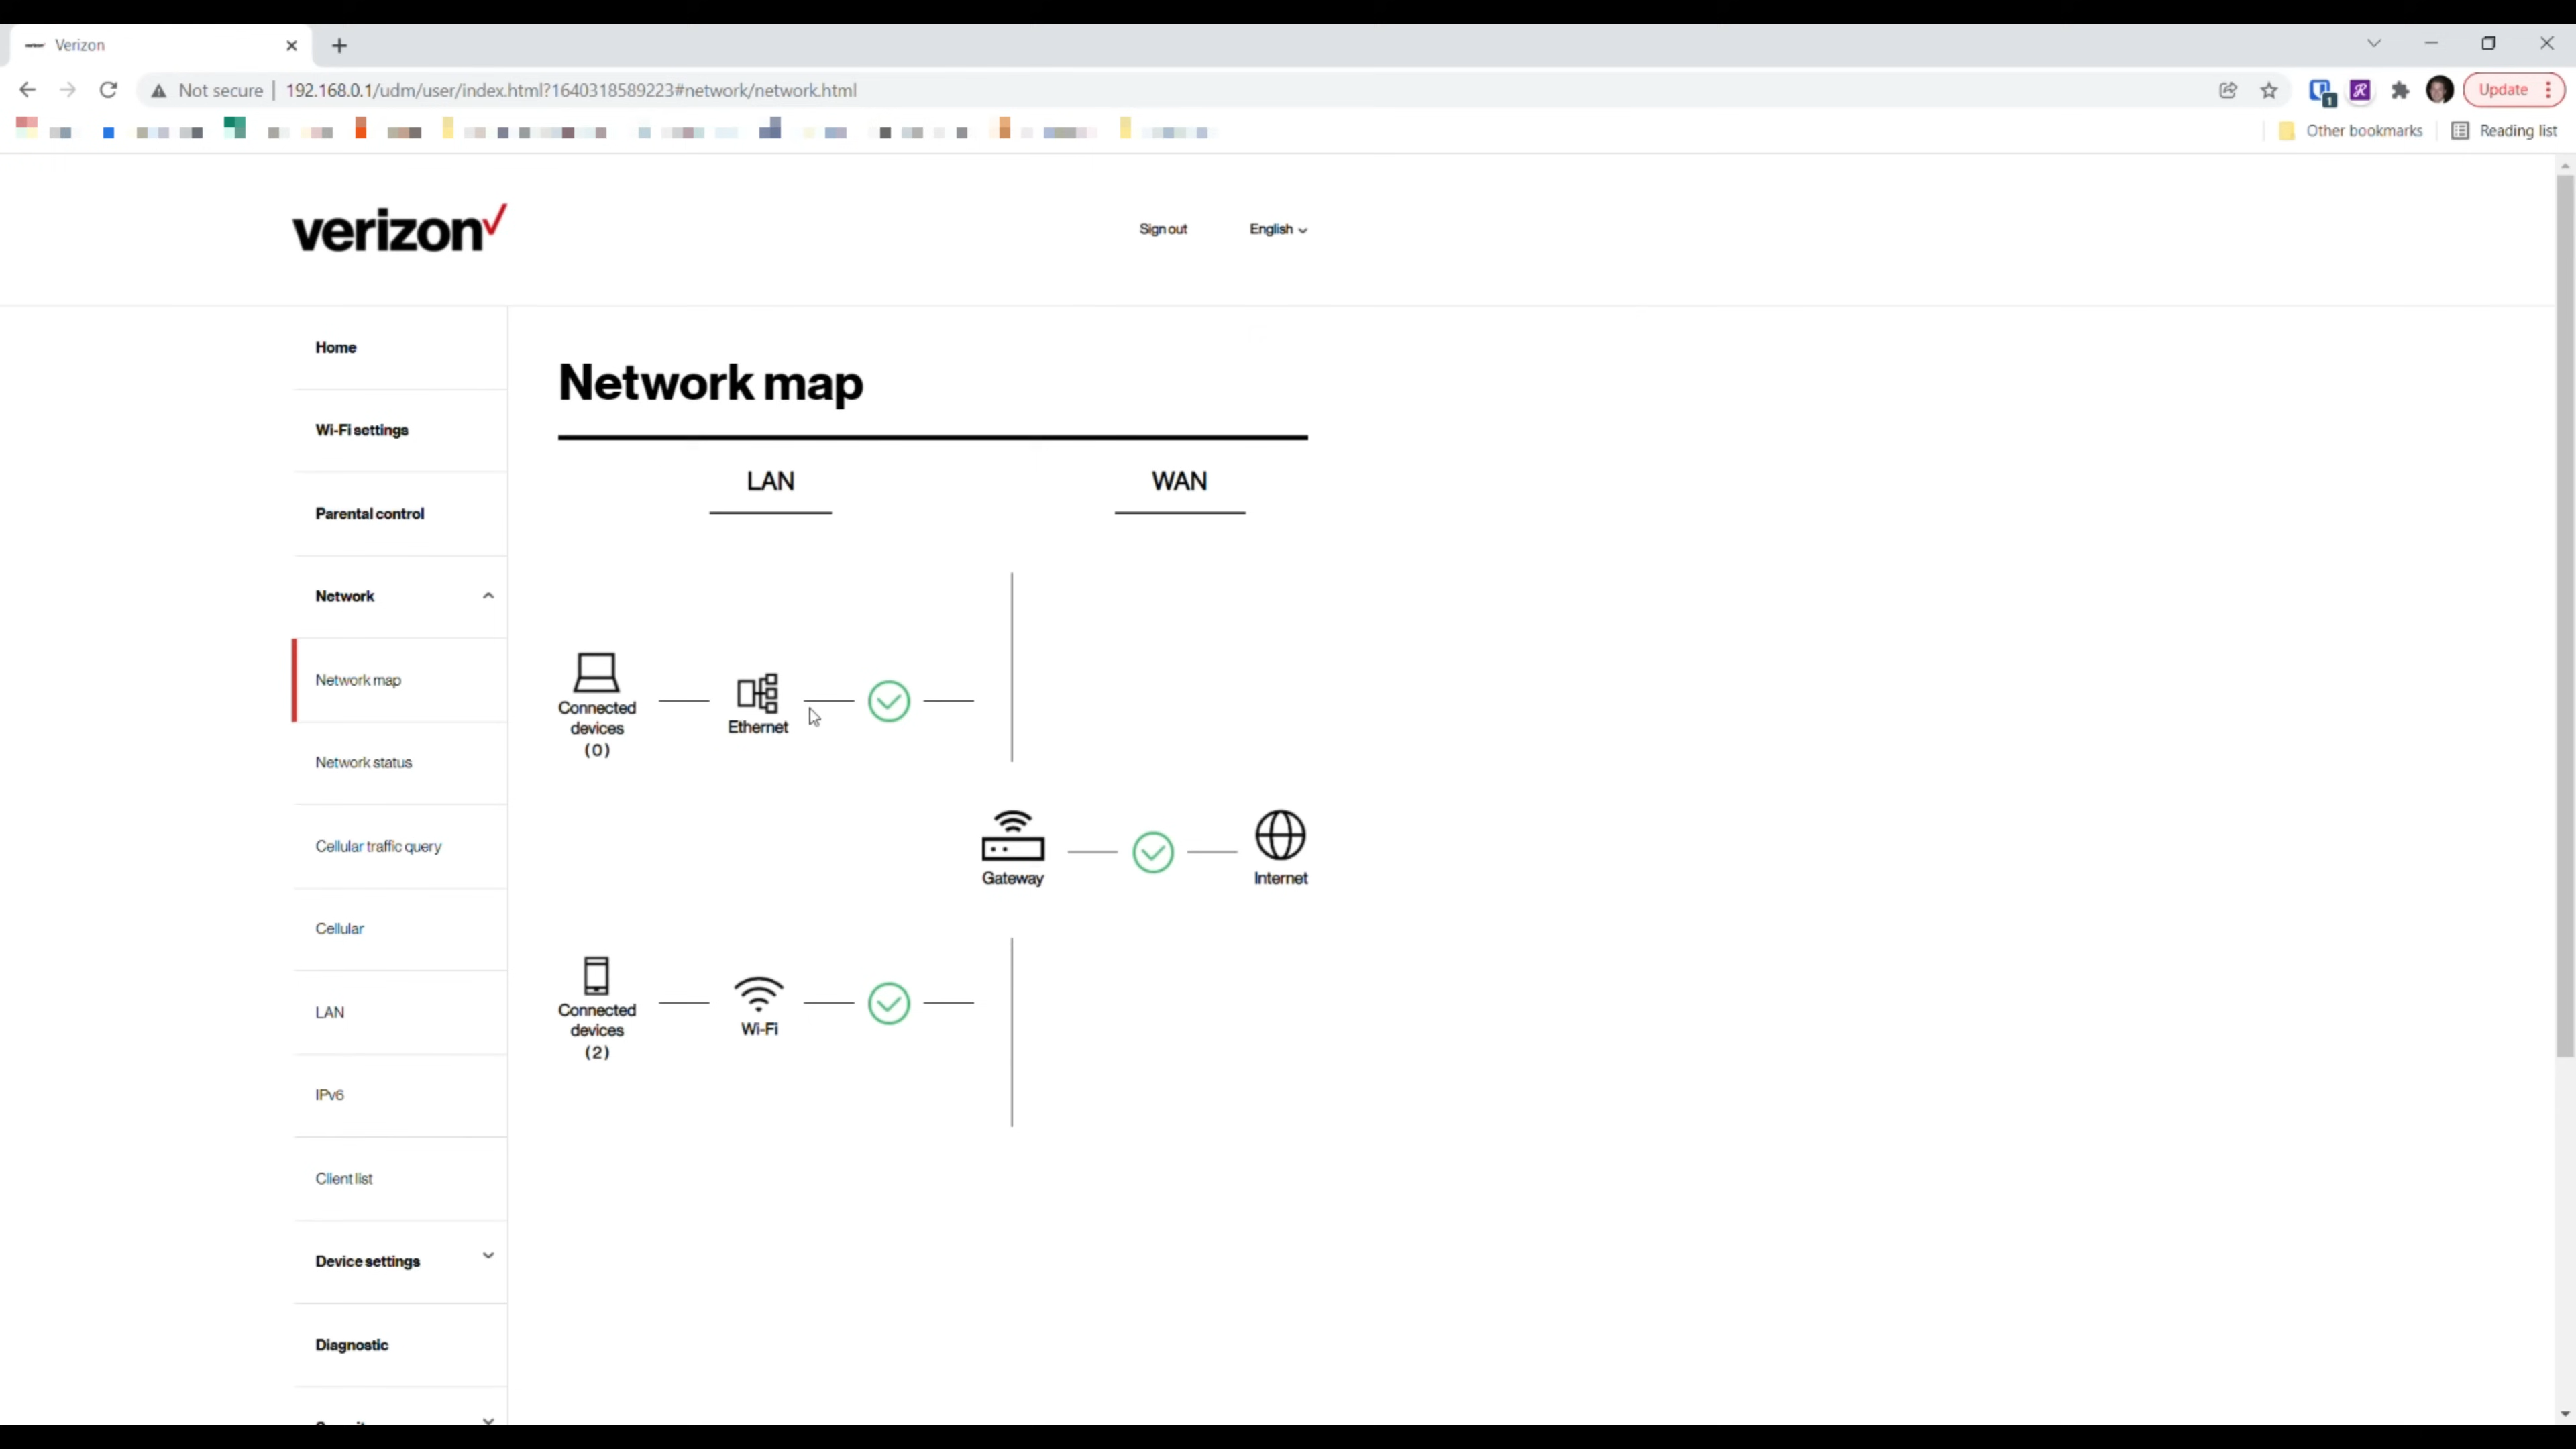 Verizon
Not secure | 192.168.0.1/udm/user/index.html?1640318589223#network/network.html
1
Update
Other bookmarks
Reading list
verizon
Sign out
English
Home
Wi-Fi settings
Parental control
Network
Network map
Network status
Cellular traffic query
Cellular
LAN
IPv6
Client list
Device settings
Diagnostic
Network map
LAN
WAN
Connected
devices
(0)
Ethernet
Gateway
Internet
Connected
devices
(2)
Wi-Fi